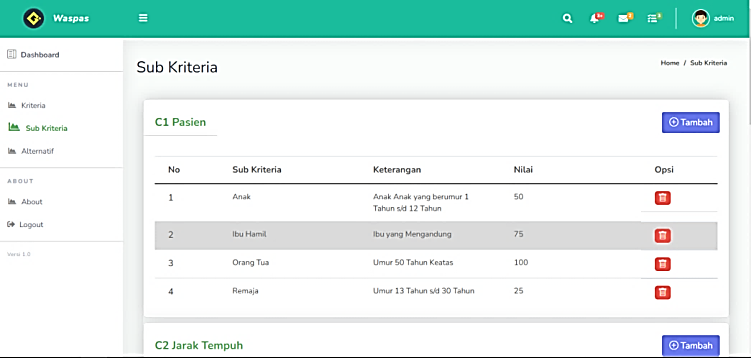 Waspas
3+
admin
Dashboard
MENU
Kriteria
Sub Kriteria
Alternatif
ABOUT
About
Logout
Versi 1.0
Sub Kriteria
Home / Sub Kriteria
C1 Pasien
Tambah
No Sub Kriteria Keterangan Nilai Opsi
1 Anak Anak Anak yang berumur 1 50
Tahun s/d 12 Tahun
2 Ibu Hamil Ibu yang Mengandung 75
3 Orang Tua Umur 50 Tahun Keatas 100
4 Remaja Umur 13 Tahun s/d 30 Tahun 25
C2 Jarak Tempuh
Tambah